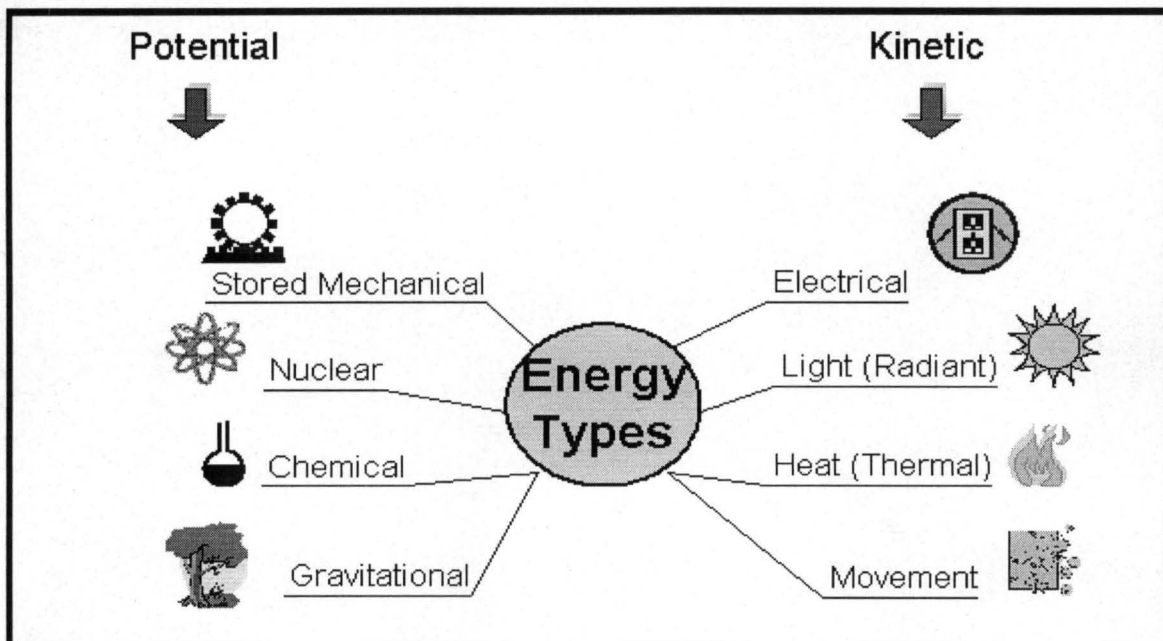 Potential
Kinetic
Stored Mechanical
Electrical
Nuclear
Light (Radiant)
Energy
Types
Chemical
Heat (Thermal)
Gravitational
Movement